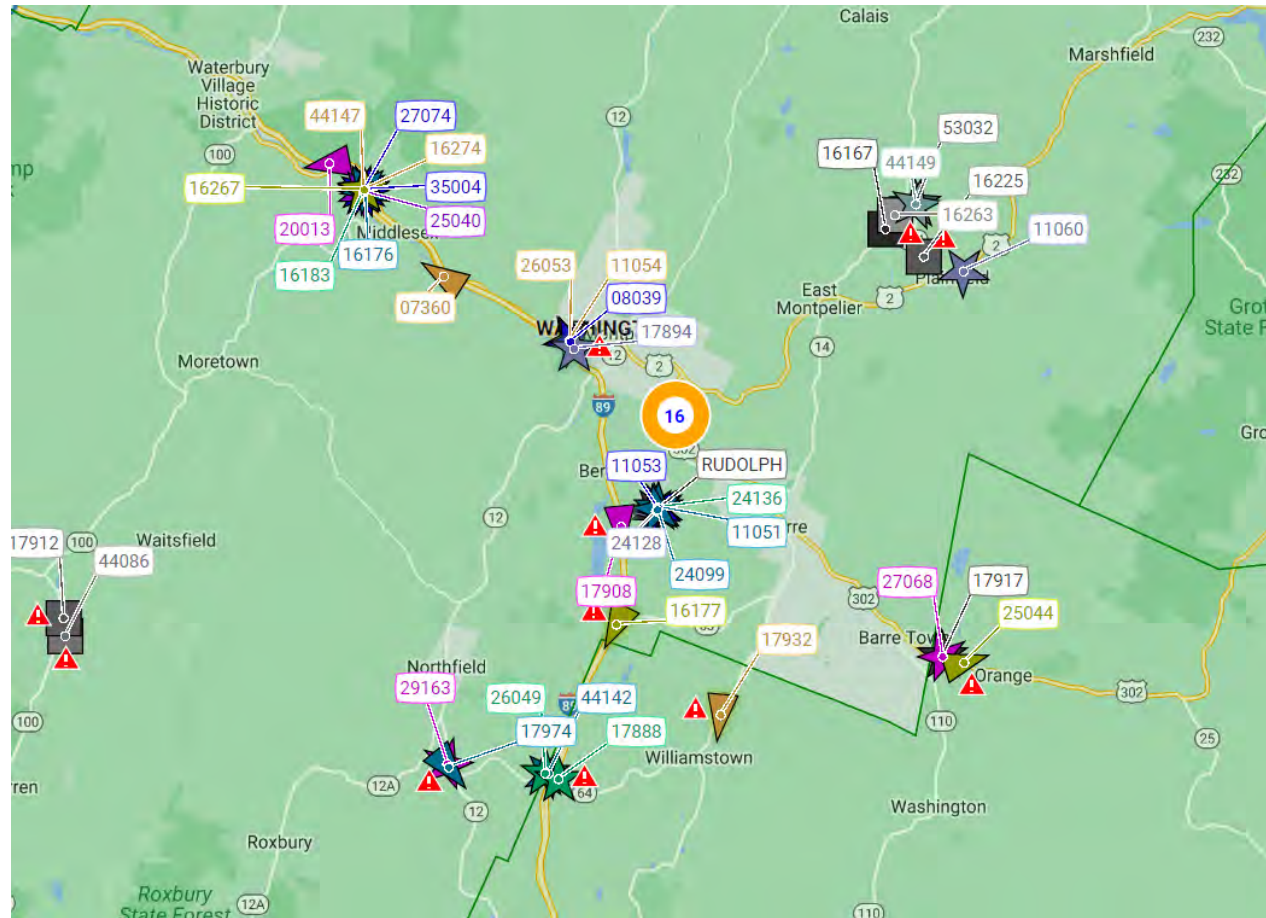 Calais
232
Marshfield
Waterbury
Village
Historic
District
44147
27074
12
53032
100
16274
16167
44149
232
16267
35004
16225
25040
16263
11060
20013
Middlesex
16176
2
16183
26053
11054
08039
East
Montpelier
2
07360
17894
12
2
14
Moretown
89
16
302
11053
RUDOLPH
24136
12
11051
100
Waitsfield
17912
44086
24128
24099
17908
16177
27068
17917
302
25044
17932
Barre Town
Northfield
Orange
29163
26049
89
44142
302
17974
17888
100
110
25
Williamstown
12A
64
12
Washington
Roxbury
Roxbury
State Forest
12A
110